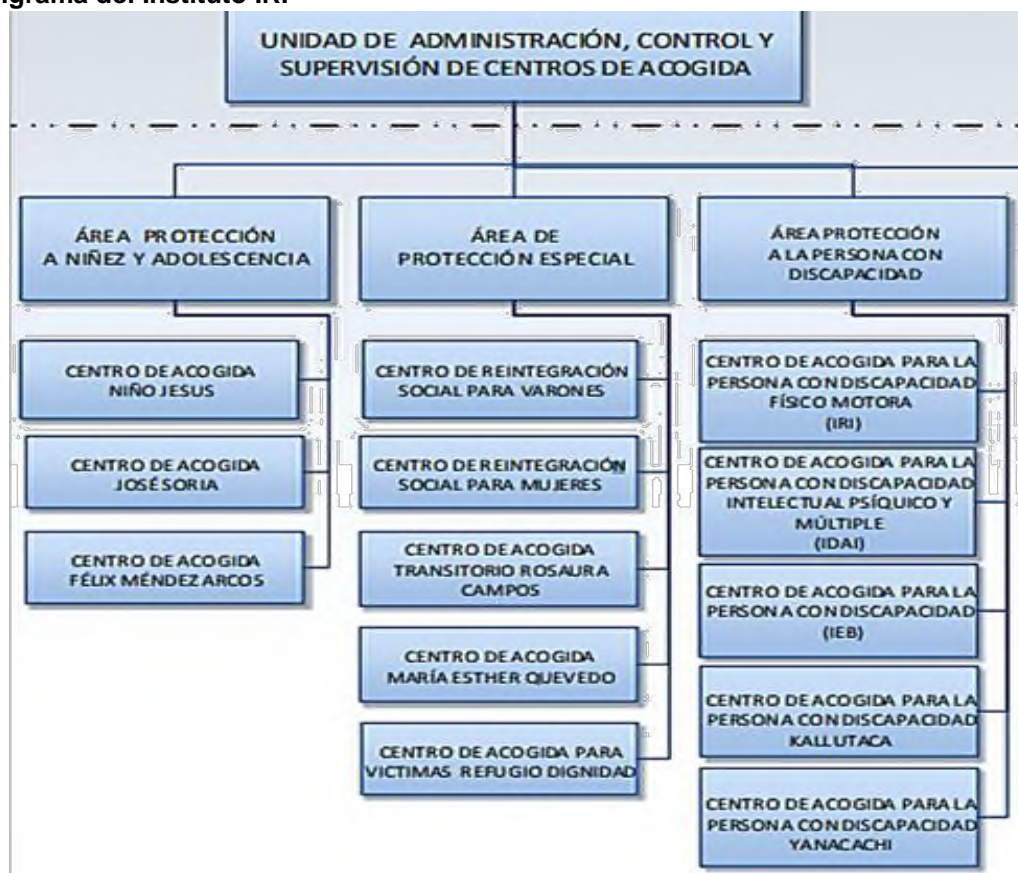 del Instituto IRI
UNIDAD DE ADMINISTRACIÓN, CONTROL Y
SUPERVISIÓN DE CENTROS DE ACOGIDA
ÁREA PROTECCIÓN
A NIÑEZ Y ADOLESCENCIA
CENTRO DE ACOGIDA
NIÑO JESUS
CENTRO DE ACOGIDA
JOSÉ SORIA
CENTRO DE ACOGIDA
FÉLIX MÉNDEZ ARCOS
ÁREA DE
PROTECCIÓN ESPECIAL
CENTRO DE REINTEGRACIÓN
SOCIAL PARA VARONES
CENTRO DE REINTEGRACIÓN
SOCIAL PARA MUJERES
CENTRO DE ACOGIDA
TRANSITORIO ROSAURA
CAMPOS
CENTRO DE ACOGIDA
MARÍA ESTHER QUEVEDO
CENTRO DE ACOGIDA PARA
VICTIMAS REFUGIO DIGNIDAD
ÁREA PROTECCIÓN
A LA PERSONA CON
DISCAPACIDAD
CENTRO DE ACOGIDA PARA LA
PERSONA CON DISCAPACIDAD
FÍSICO MOTORA
(IRI)
CENTRO DE ACOGIDA PARA LA
PERSONA CON DISCAPACIDAD
INTELECTUAL PSÍQUICO Y
MÚLTIPLE
(IDAI)
CENTRO DE ACOGIDA PARA LA
PERSONA CON DISCAPACIDAD
(IEB)
CENTRO DE ACOGIDA PARA LA
PERSONA CON DISCAPACIDAD
KALLUTACA
CENTRO DE ACOGIDA PARA LA
PERSONA CON DISCAPACIDAD
YANACACHI